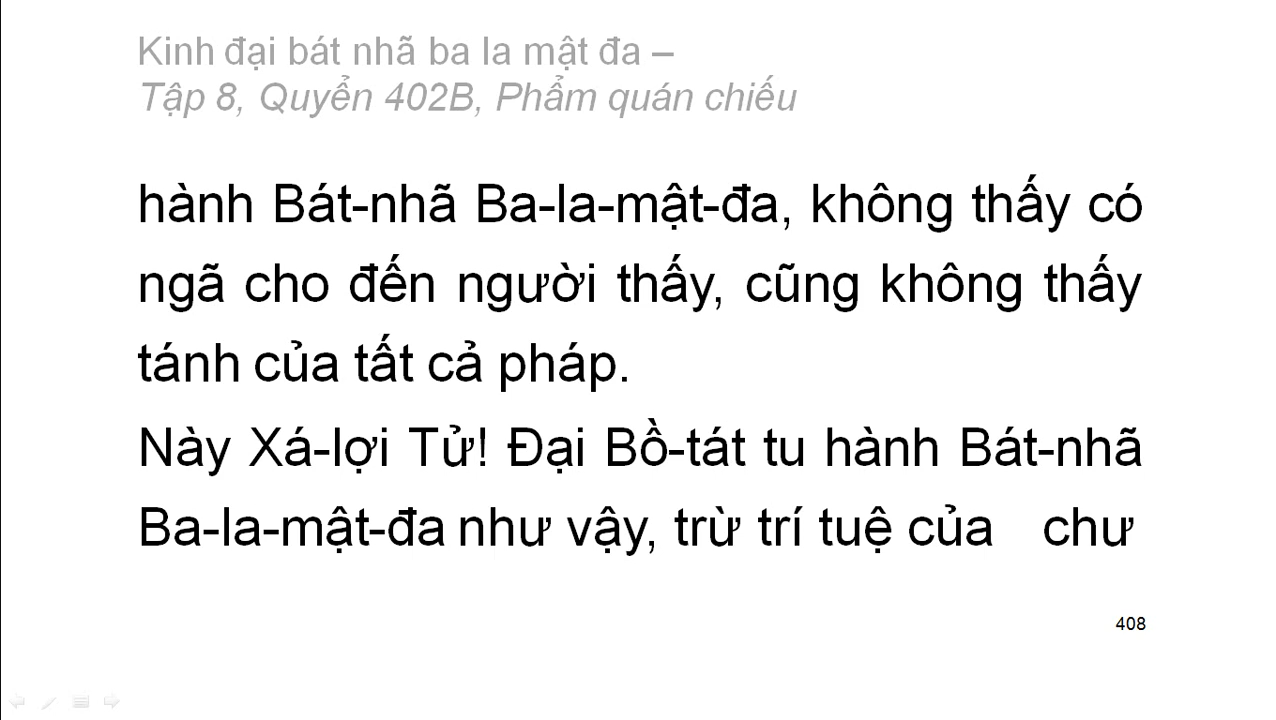 Kinh đại bát nhã ba la mật đa –
Tập 8, Quyển 402B, Phẩm quán chiếu
hành Bát-nhã Ba-la-mật-đa, không thấy có
ngã cho đến người thấy, cũng không thấy
tánh của tất cả pháp.
Này Xá-lợi Tử! Đại Bồ-tát tu hành Bát-nhã
Ba-la-mật-đa như vậy, trừ trí tuệ của chư
408